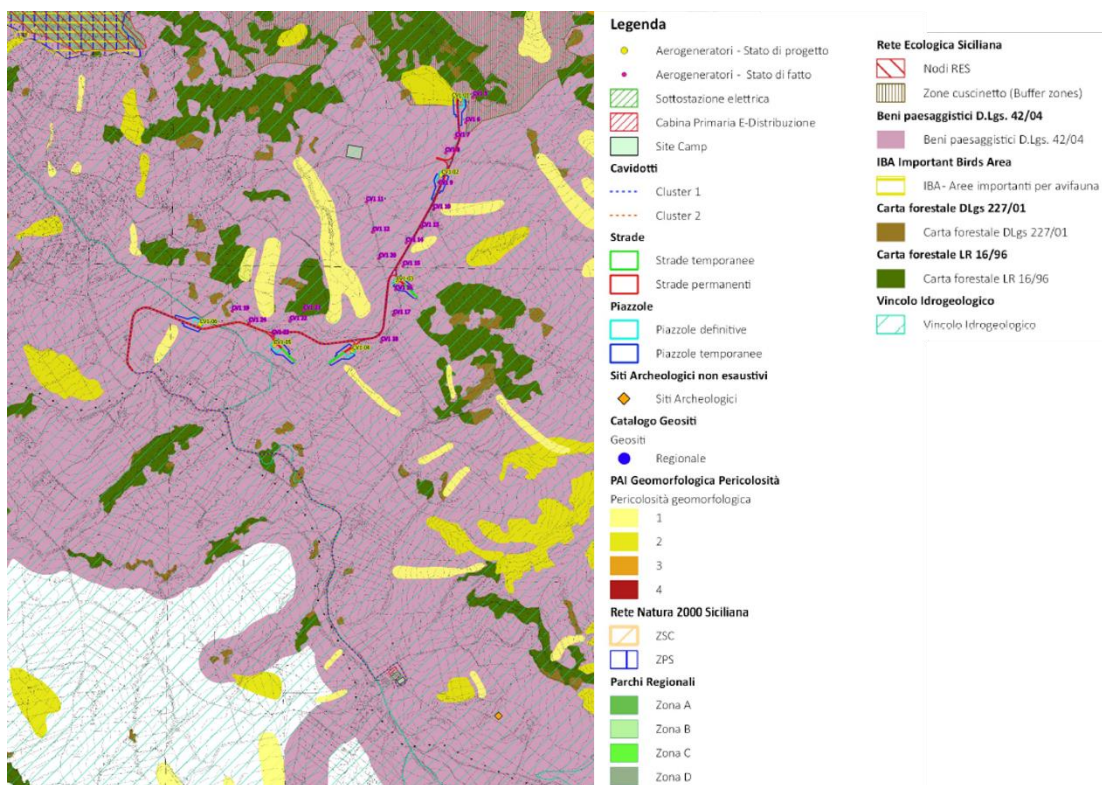 Legenda
Aerogeneratori - Stato di progetto
Aerogeneratori - Stato di fatto
Sottostazione elettrica
Cabina Primaria E-Distribuzione
Site Camp
Cavidotti
Cluster 1
Cluster 2
Strade
Strade temporanee
Strade permanenti
Piazzole
Piazzole definitive
Piazzole temporanee
Siti Archeologici non esaustivi
Siti Archeologici
Catalogo Geositi
Geositi
Regionale
PAI Geomorfologica Pericolosità
Pericolosità geomorfologica
1
2
3
4
Rete Natura 2000 Siciliana
ZSC
ZPS
Parchi Regionali
Zona A
Zona B
Zona C
Zona D
Rete Ecologica Siciliana
Nodi RES
Zone cuscinetto (Buffer zones)
Beni paesaggistici D.Lgs. 42/04
Beni paesaggistici D.Lgs. 42/04
IBA Important Birds Area
IBA - Aree importanti per avifauna
Carta forestale DLgs 227/01
Carta forestale DLgs 227/01
Carta forestale LR 16/96
Carta forestale LR 16/96
Vincolo Idrogeologico
Vincolo Idrogeologico